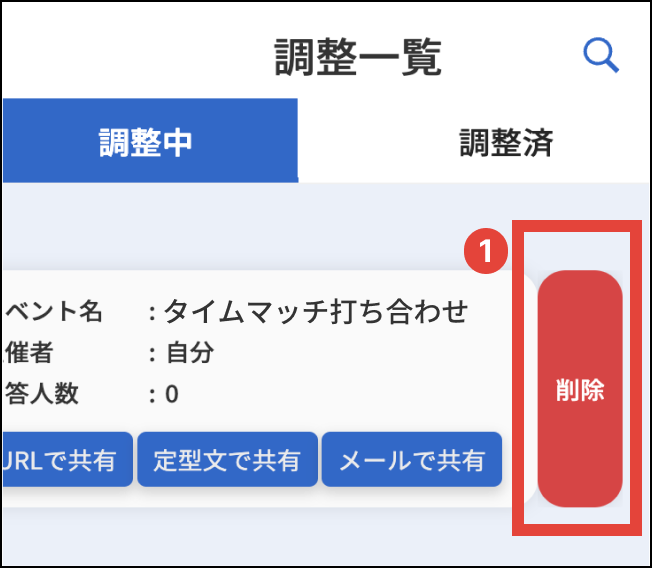 調整一覧
調整中
調整済
1
ベント名 : タイムマッチ打ち合わせ
催者 : 自分
答人数 : 0
削除
URLで共有
定型文で共有
メールで共有